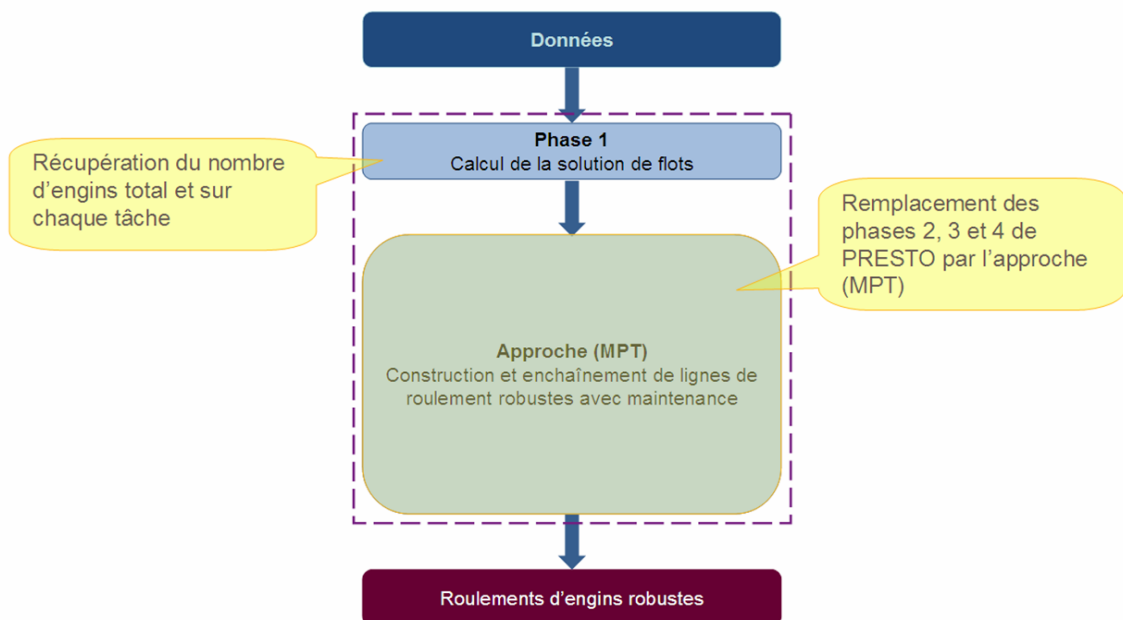 Données
Phase 1
Calcul de la solution de flots
Récupération du nombre
d'engins total et sur
chaque tâche
Remplacement des
phases 2, 3 et 4 de
PRESTO par l'approche
(MPT)
Approche (MPT)
Construction et enchaînement de lignes de
roulement robustes avec maintenance
Roulements d'engins robustes